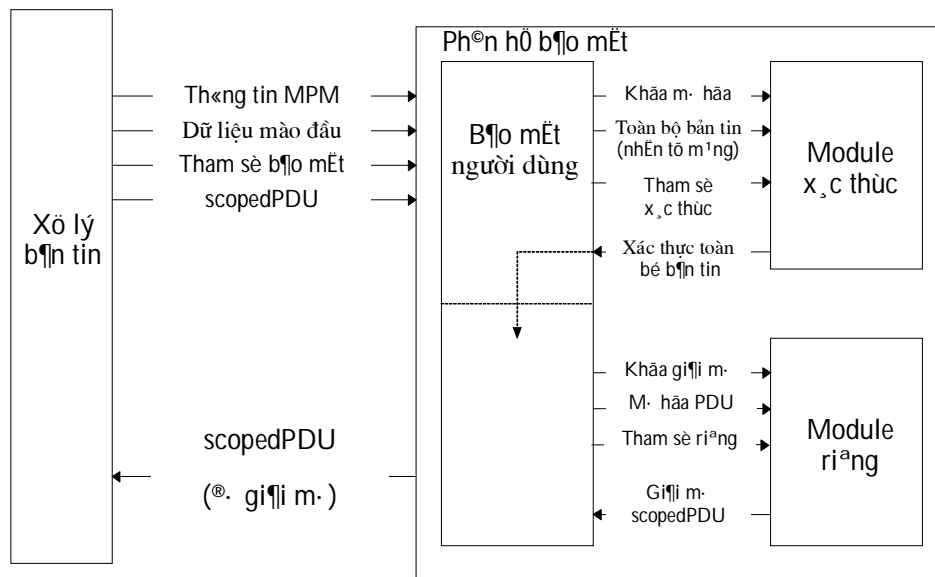 Ph©n hÖ b¶o mËt
Th«ng tin MPM
Dữ liệu mào đầu
Tham sè b¶o mËt
scopedPDU
Xö lý
b¶n tin
B¶o mËt
người dùng
Khãa m· hãa
Toàn bộ bản tin
(nhËn tõ m¹ng)
Tham sè
x¸c thùc
Xác thực toàn
bé b¶n tin
Module
x¸c thùc
scopedPDU
(®· gi¶i m·)
Khãa gi¶i m·
M· hãa PDU
Tham sè riªng
Gi¶i m·
scopedPDU
Module
riªng